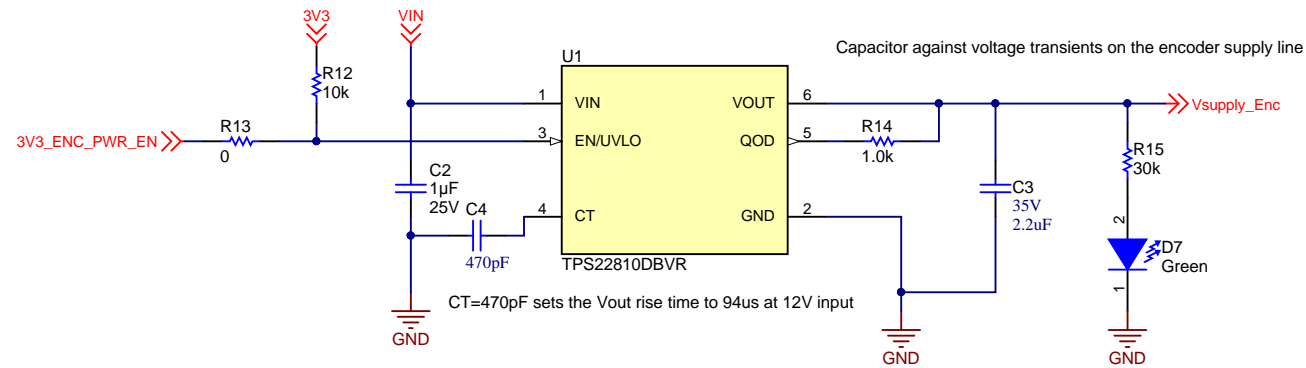 3V3
VIN
Capacitor against voltage transients on the encoder supply line
U1
R12
10k
1
VIN
VOUT
6
Vsupply_Enc
3V3_ENC_PWR_EN
R13
0
3
EN/UVLO
QOD
5
R14
1.0k
R15
30k
C2
1µF
25V
C4
470pF
4
CT
GND
2
C3
35V
2.2uF
2
D7
Green
1
TPS22810DBVR
CT=470pF sets the Vout rise time to 94us at 12V input
GND
GND
GND